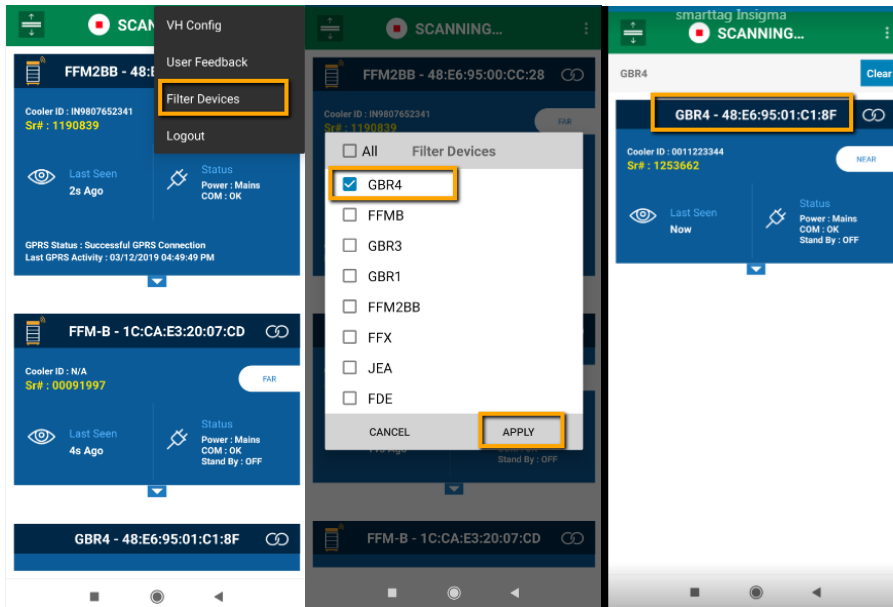 SCAN
VH Config
User Feedback
Filter Devices
Logout
FFM2BB - 48:E
Cooler ID : IN9807652341
Sr# : 1190839
Last Seen
2s Ago
Status
Power : Mains
COM : OK
GPRS Status : Successful GPRS Connection
Last GPRS Activity : 03/12/2019 04:49:49 PM
FFM-B - 1C:CA:E3:20:07:CD
Cooler ID : N/A
Sr# : 00091997
FAR
Last Seen
4s Ago
Status
Power : Mains
COM : OK
Stand By : OFF
GBR4 - 48:E6:95:01:C1:8F
SCANNING...
FFM2BB - 48:E6:95:00:CC:28
Cooler ID : IN9807652341
Sr# : 1190839
FAR
All Filter Devices
GBR4
FFMB
GBR3
GBR1
FFM2BB
FFX
JEA
FDE
CANCEL APPLY
Stand By : OFF
FFM-B - 1C:CA:E3:20:07:CD
smarttag Insigma
SCANNING...
GBR4 Clear
GBR4 - 48:E6:95:01:C1:8F
Cooler ID : 0011223344
Sr# : 1253662
NEAR
Last Seen
Now
Status
Power : Mains
COM : OK
Stand By : OFF